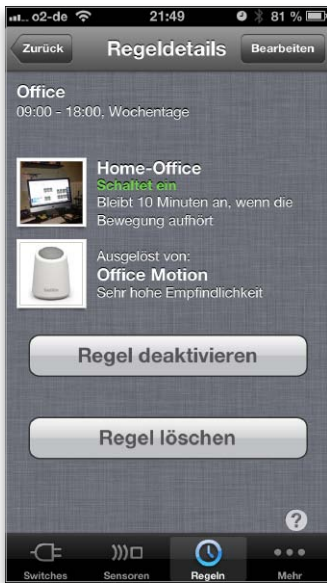 o2-de 21:49 81 %
Zurück Regeldetails Bearbeiten
Office
09:00 - 18:00, Wochentage
Home-Office
Schaltet ein
Bleibt 10 Minuten an, wenn die
Bewegung aufhört
Ausgelöst von:
Office Motion
Sehr hohe Empfindlichkeit
Regel deaktivieren
Regel löschen
?
Switches Sensoren Regeln Mehr